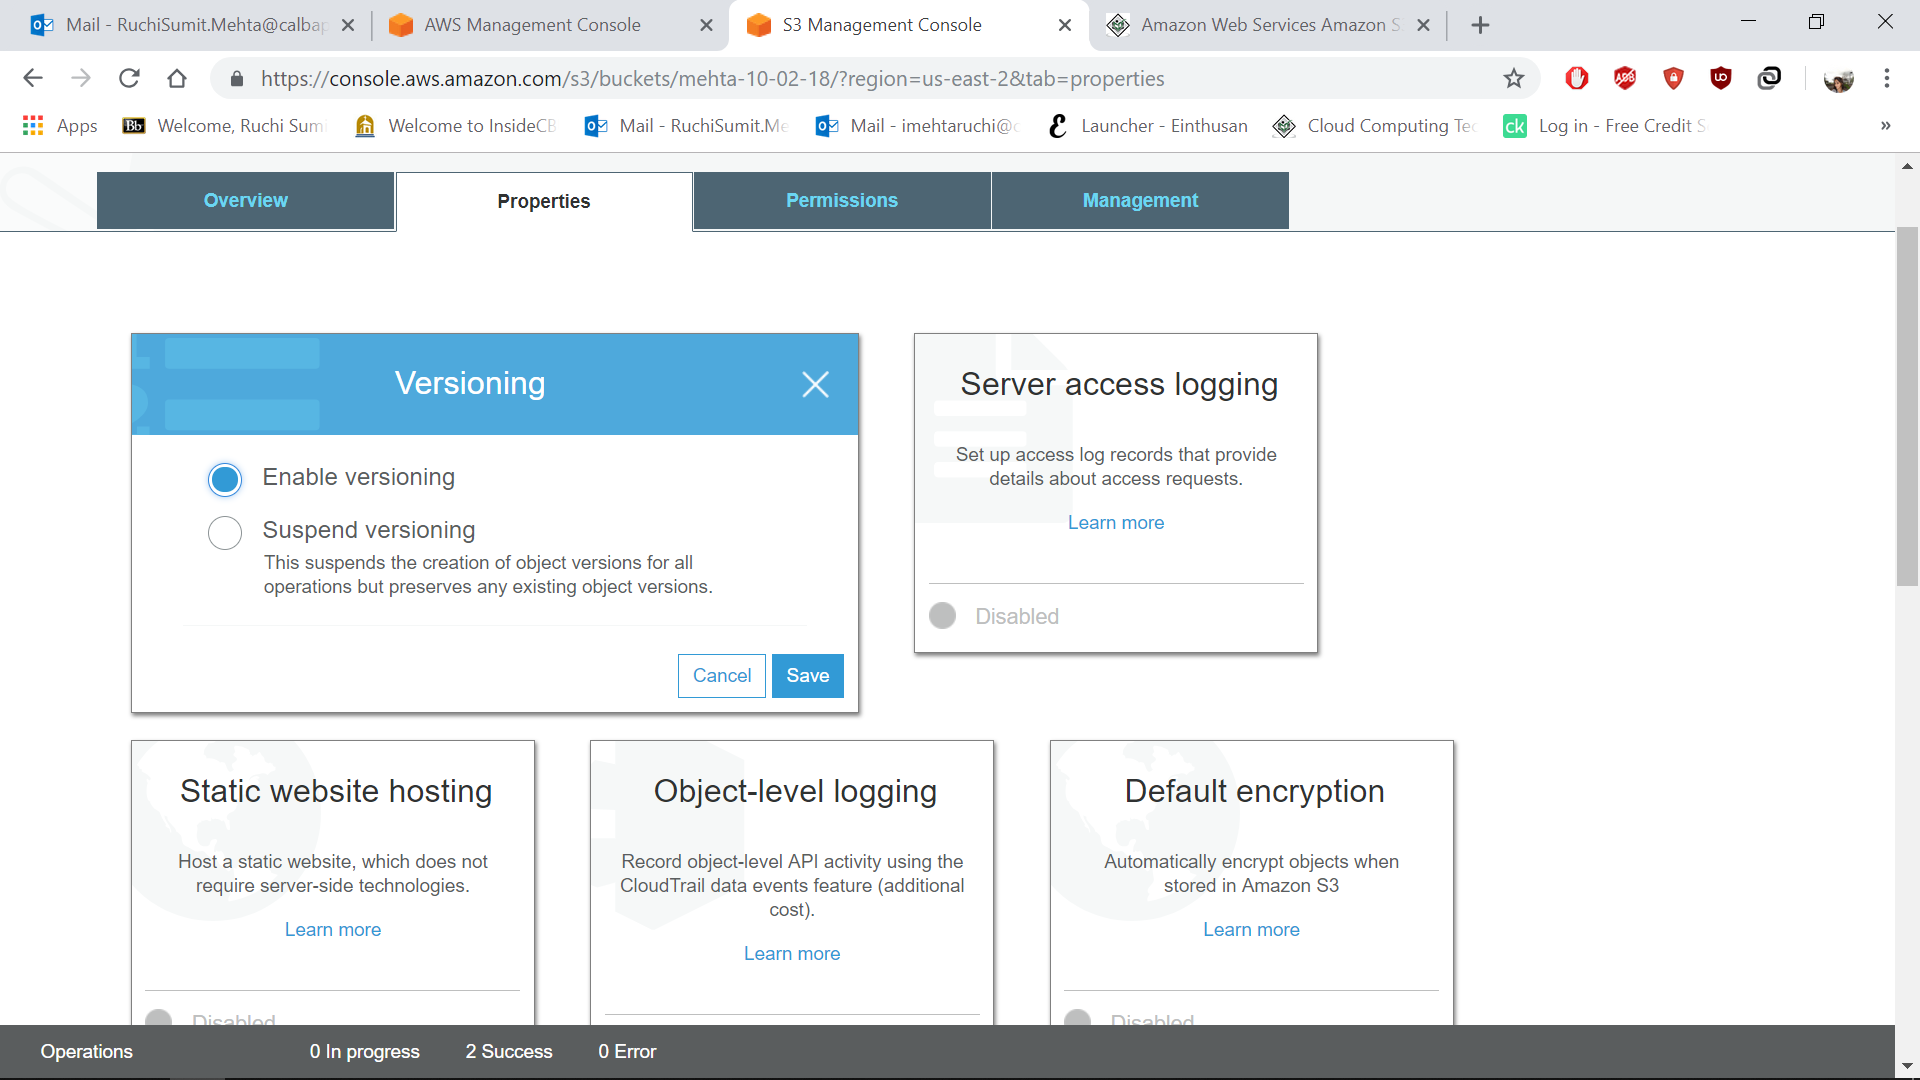 Mail - RuchiSumit.Mehta@calbap
AWS Management Console
S3 Management Console
Amazon Web Services Amazon S
https://console.aws.amazon.com/s3/buckets/mehta-10-02-18/?region=us-east-2&tab=properties
Apps
Bb Welcome, Ruchi Sumi
Welcome to InsideCB
Mail - RuchiSumit.Me
Mail - imehtaruchi@c
Launcher - Einthusan
Cloud Computing Tec
ck Log in - Free Credit S
»
Overview
Properties
Permissions
Management
Versioning
Enable versioning
Suspend versioning
This suspends the creation of object versions for all
operations but preserves any existing object versions.
Cancel
Save
Server access logging
Set up access log records that provide
details about access requests.
Learn more
Disabled
Static website hosting
Host a static website, which does not
require server-side technologies.
Learn more
Disabled
Object-level logging
Record object-level API activity using the
CloudTrail data events feature (additional
cost).
Learn more
Default encryption
Automatically encrypt objects when
stored in Amazon S3
Learn more
Disabled
Operations
0 In progress
2 Success
0 Error